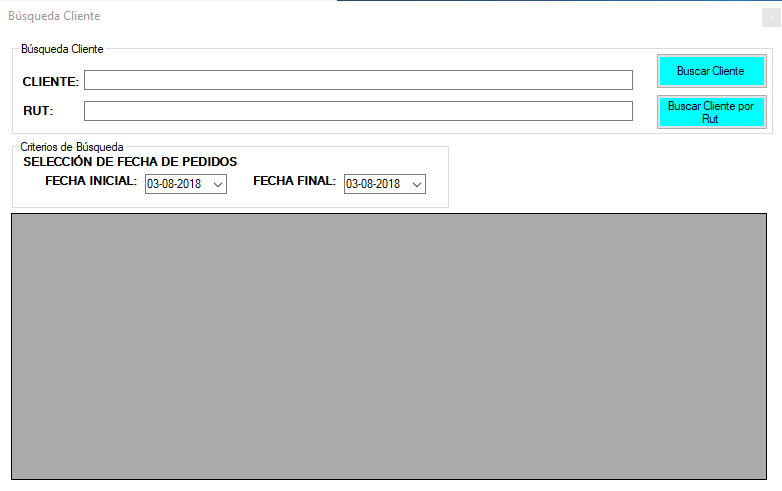 Búsqueda Cliente
Búsqueda Cliente
CLIENTE:
Buscar Cliente
RUT:
Buscar Cliente por
Rut
Criterios de Búsqueda
SELECCIÓN DE FECHA DE PEDIDOS
FECHA INICIAL: 03-08-2018 FECHA FINAL: 03-08-2018